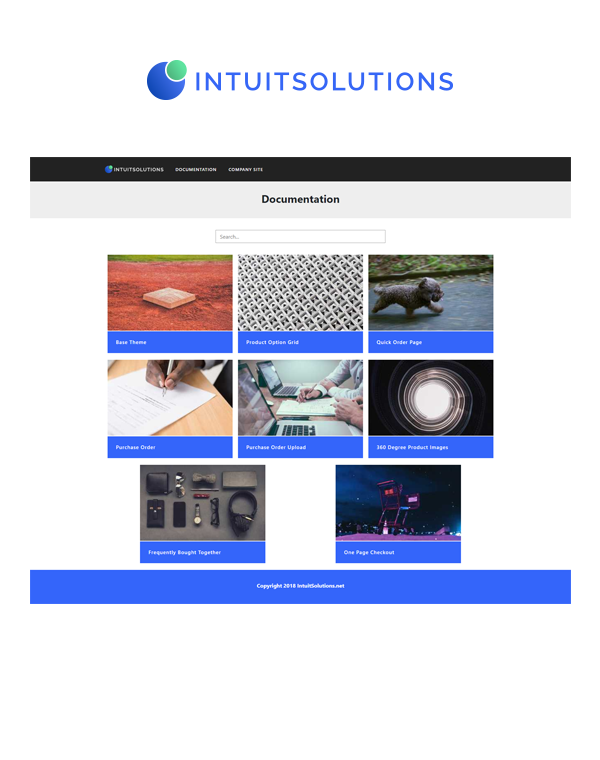 INTUITSOLUTIONS
INTUITSOLUTIONS DOCUMENTATION COMPANY SITE
Documentation
Search...
Base Theme
Product Option Grid
Quick Order Page
Purchase Order
Purchase Order Upload
360 Degree Product Images
Frequently Bought Together
One Page Checkout
Copyright 2018 IntuitSolutions.net